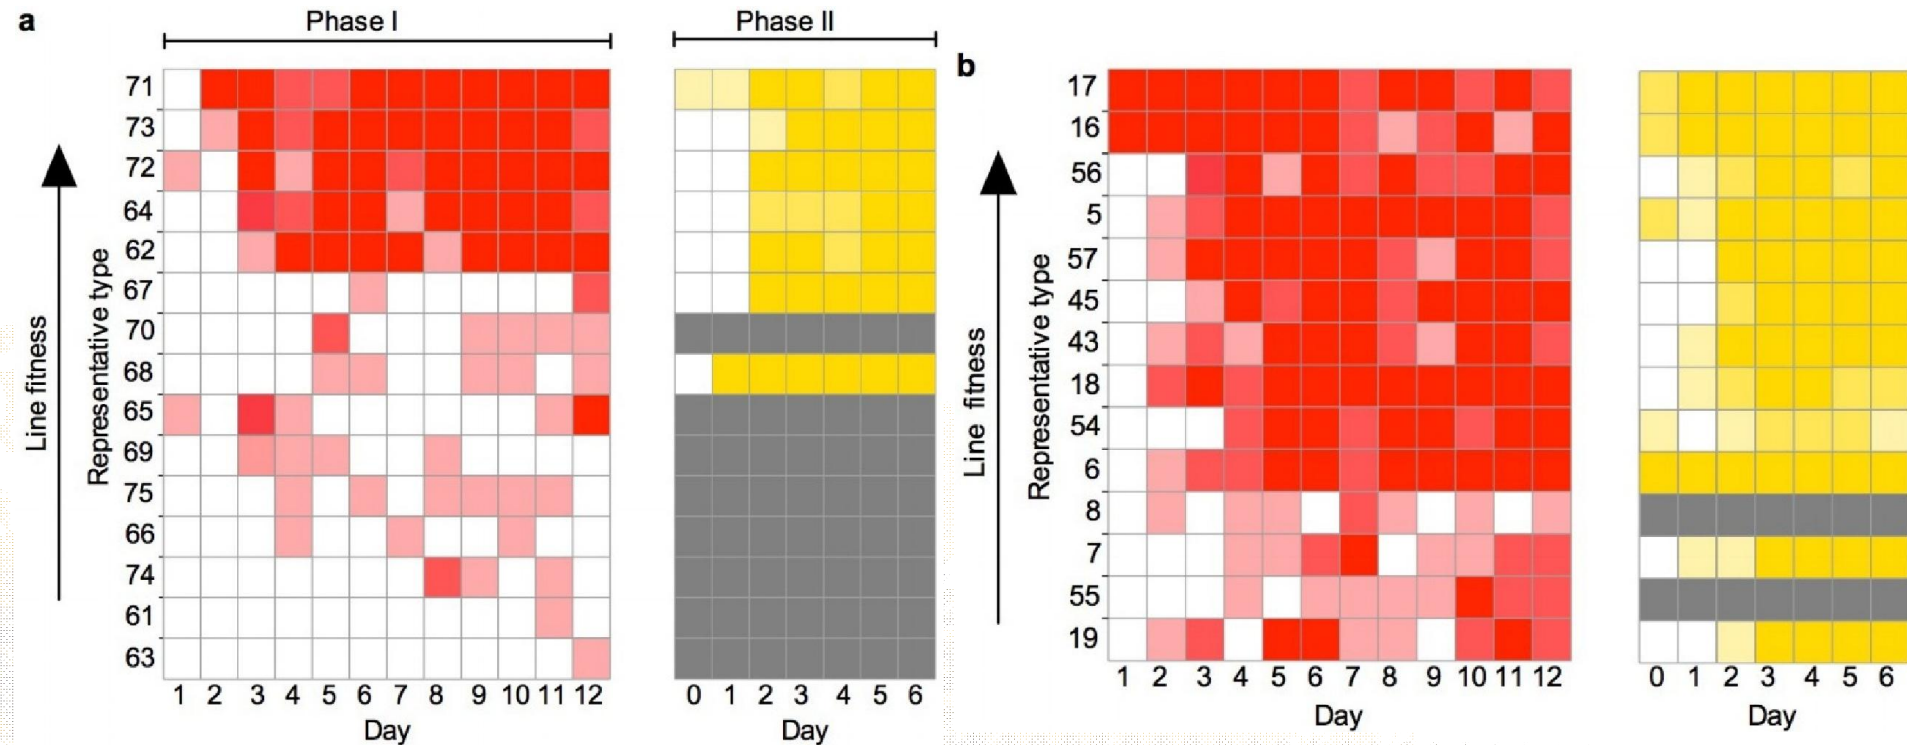 a
Phase I
Phase II
Line fitness
Representative type
71
73
72
64
62
67
70
68
65
69
75
66
74
61
63
1 2 3 4 5 6 7 8 9 10 11 12
Day
0 1 2 3 4 5 6
Day
b
Line fitness
Representative type
17
16
56
5
57
45
43
18
54
6
8
7
55
19
1 2 3 4 5 6 7 8 9 10 11 12
Day
0 1 2 3 4 5 6
Day